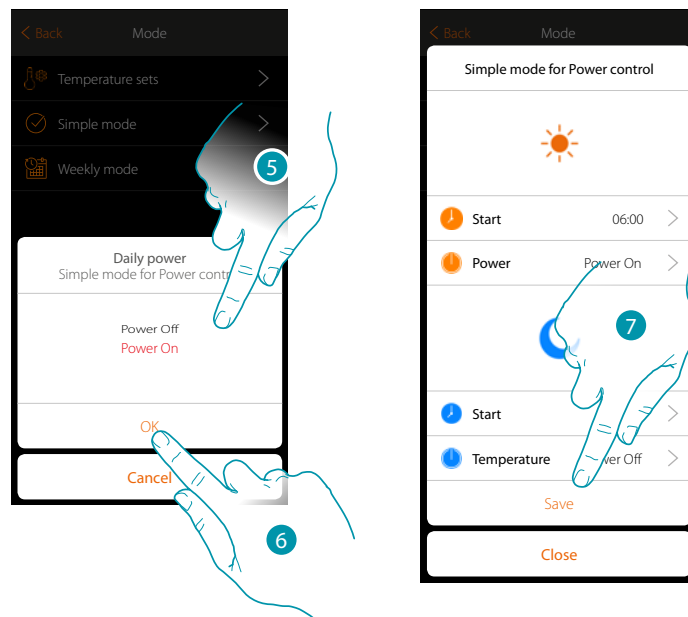 < Back Mode
Temperature sets
Simple mode
Weekly mode
5
Daily power
Simple mode for Power contr
Power Off
Power On
OK
Cancel
6
< Back Mode
Simple mode for Power control
Start 06:00
Power Power On
7
Start
Temperature wer Off
Save
Close